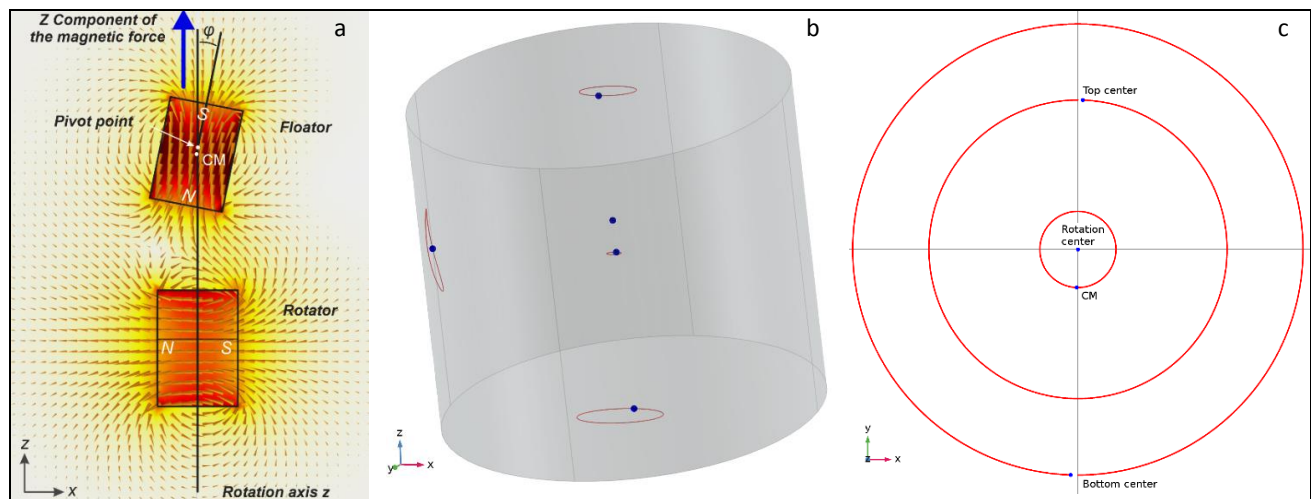 Z Component of
the magnetic force
φ
a
Pivot point
S
Floator
CM
N
Rotator
N
S
z
x
Rotation axis z
b
z
y
x
c
Top center
Rotation
center
CM
y
z
x
Bottom center